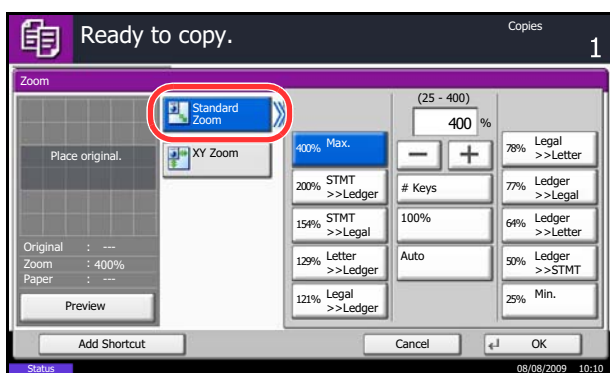 Ready to copy.
Copies
1
Zoom
Place original.
Original : ---
Zoom : 400%
Paper : ---
Preview
Standard
Zoom
XY Zoom
400% Max.
200% STMT
>>Ledger
154% STMT
>>Legal
129% Letter
>>Ledger
121% Legal
>>Ledger
(25 - 400)
400 %
# Keys
100%
Auto
78% Legal
>>Letter
77% Ledger
>>Legal
64% Ledger
>>Letter
50% Ledger
>>STMT
25% Min.
Add Shortcut
Cancel
OK
Status
08/08/2009 10:10